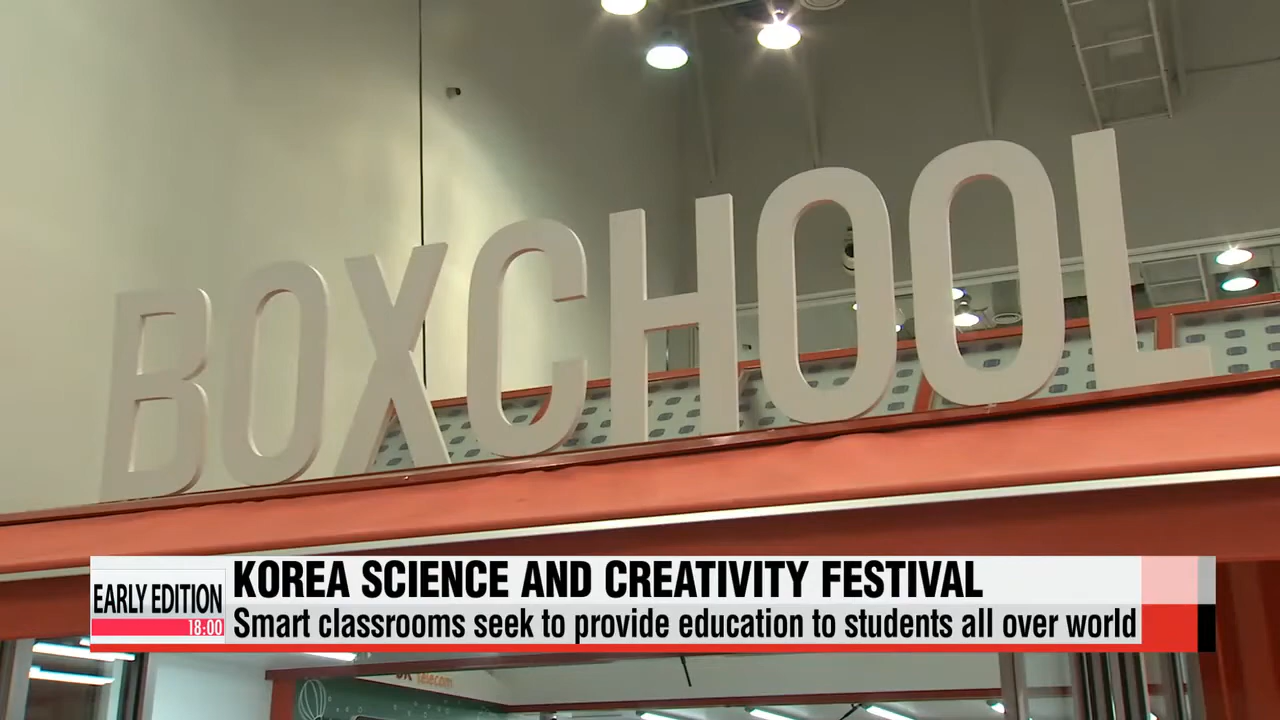 BOXCHOOL
KOREA SCIENCE AND CREATIVITY FESTIVAL
EARLY EDITION
18:00
Smart classrooms seek to provide education to students all over world
telecom